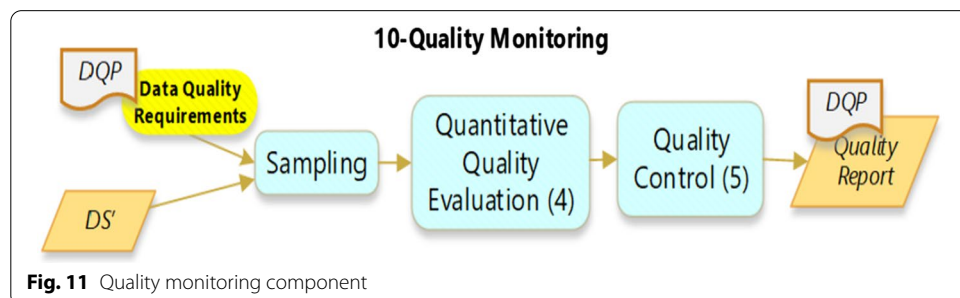 10-Quality Monitoring
DQP
Data Quality
Requirements
DS'
Sampling
Quantitative
Quality
Evaluation (4)
Quality
Control (5)
DQP
Quality
Report
Fig. 11 Quality monitoring component